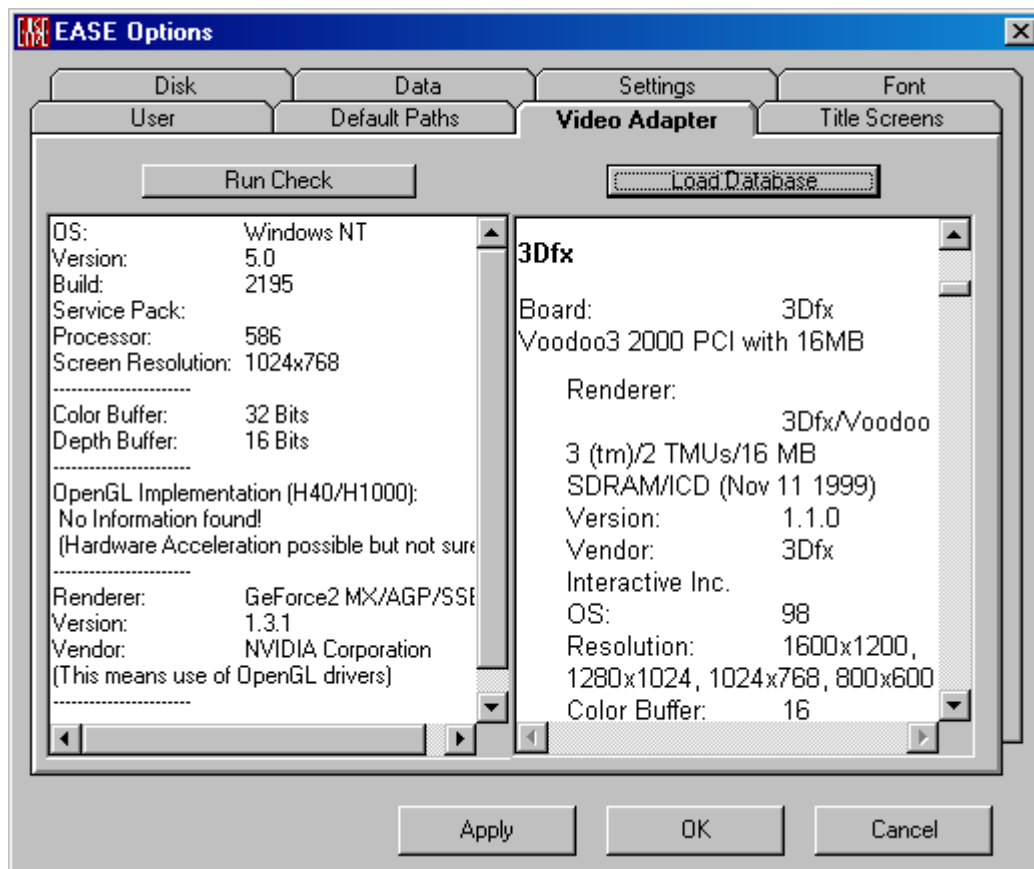 EASE Options
Disk Data Settings Font
User Default Paths Video Adapter Title Screens
Run Check
Load Database
OS: Windows NT
Version: 5.0
Build: 2195
Service Pack:
Processor: 586
Screen Resolution: 1024x768
-----------------------
Color Buffer: 32 Bits
Depth Buffer: 16 Bits
-----------------------
OpenGL Implementation (H40/H1000):
No Information found!
(Hardware Acceleration possible but not sure
-----------------------
Renderer: GeForce2 MX/AGP/SSE
Version: 1.3.1
Vendor: NVIDIA Corporation
(This means use of OpenGL drivers)
-----------------------
3Dfx
Board: 3Dfx
Voodoo3 2000 PCI with 16MB
Renderer:
3Dfx/Voodoo
3 (tm)/2 TMUs/16 MB
SDRAM/ICD (Nov 11 1999)
Version: 1.1.0
Vendor: 3Dfx
Interactive Inc.
OS: 98
Resolution: 1600x1200,
1280x1024, 1024x768, 800x600
Color Buffer: 16
Apply OK Cancel